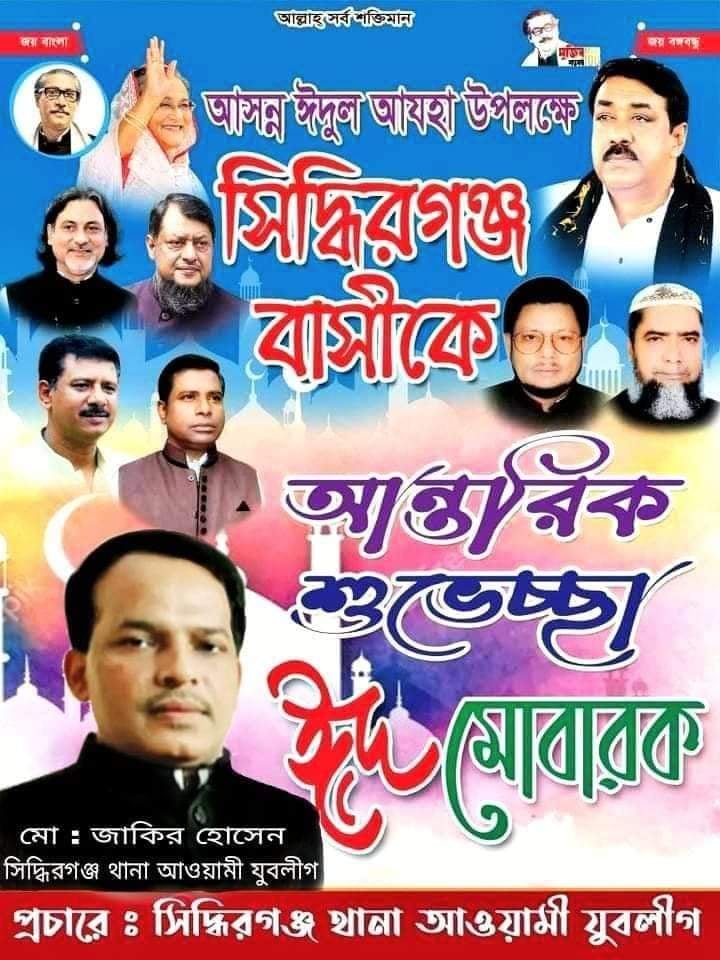 আল্লাহ্ সর্ব শক্তিমান
জয় বাংলা
জয় বঙ্গবন্ধু
আসন্ন ঈদুল আযহা উপলক্ষে
সিদ্ধিরগঞ্জ
বাসীকে
আন্তরিক
শুভেচ্ছা
ঈদ মোবারক
মো : জাকির হোসেন
সিদ্ধিরগঞ্জ থানা আওয়ামী যুবলীগ
প্রচারে ঃ সিদ্ধিরগঞ্জ থানা আওয়ামী যুবলীগ